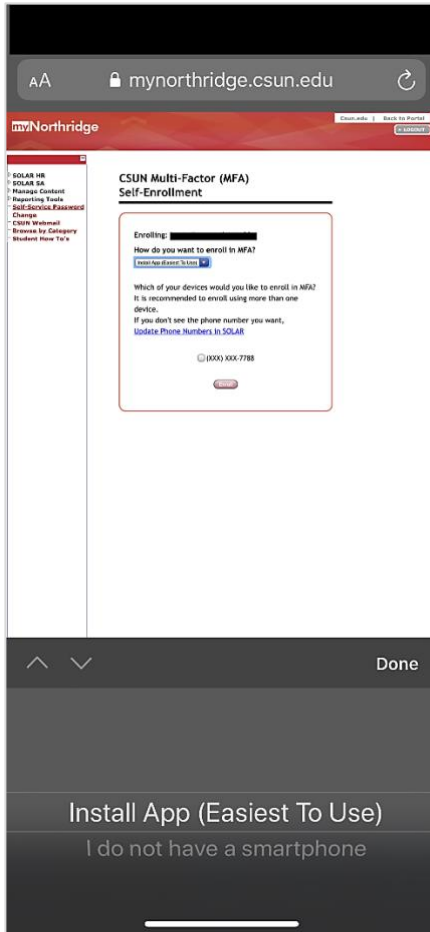 AA mynorthridge.csun.edu
Csun.edu | Back to Portal
myNorthridge
LOGOUT
SOLAR HR
SOLAR SA
Manage Content
Reporting Tools
Self-Service Password
Change
CSUN Webmail
Browse by Category
Student How To's
CSUN Multi-Factor (MFA)
Self-Enrollment
Enrolling:
How do you want to enroll in MFA?
Install App (Easiest To Use)
Which of your devices would you like to enroll in MFA?
It is recommended to enroll using more than one
device.
If you don't see the phone number you want,
Update Phone Numbers in SOLAR
(XXX) XXX-7788
Enroll
Done
Install App (Easiest To Use)
I do not have a smartphone